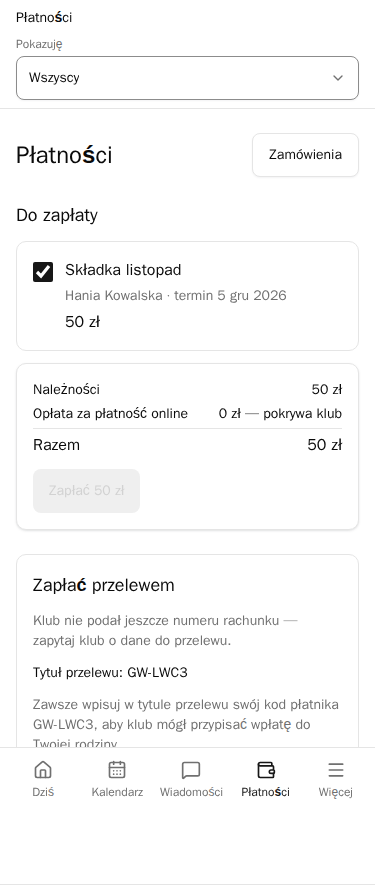 Płatności
Pokazuję
Wszyscy
Płatności
Zamówienia
Do zapłaty
Składka listopad
Hania Kowalska · termin 5 gru 2026
50 zł
Należności 50 zł
Opłata za płatność online 0 zł — pokrywa klub
Razem 50 zł
Zapłać 50 zł
Zapłać przelewem
Klub nie podał jeszcze numeru rachunku —
zapytaj klub o dane do przelewu.
Tytuł przelewu: GW-LWC3
Zawsze wpisuj w tytule przelewu swój kod płatnika
GW-LWC3, aby klub mógł przypisać wpłatę do
Twojej rodziny
Dziś Kalendarz Wiadomości Płatności Więcej